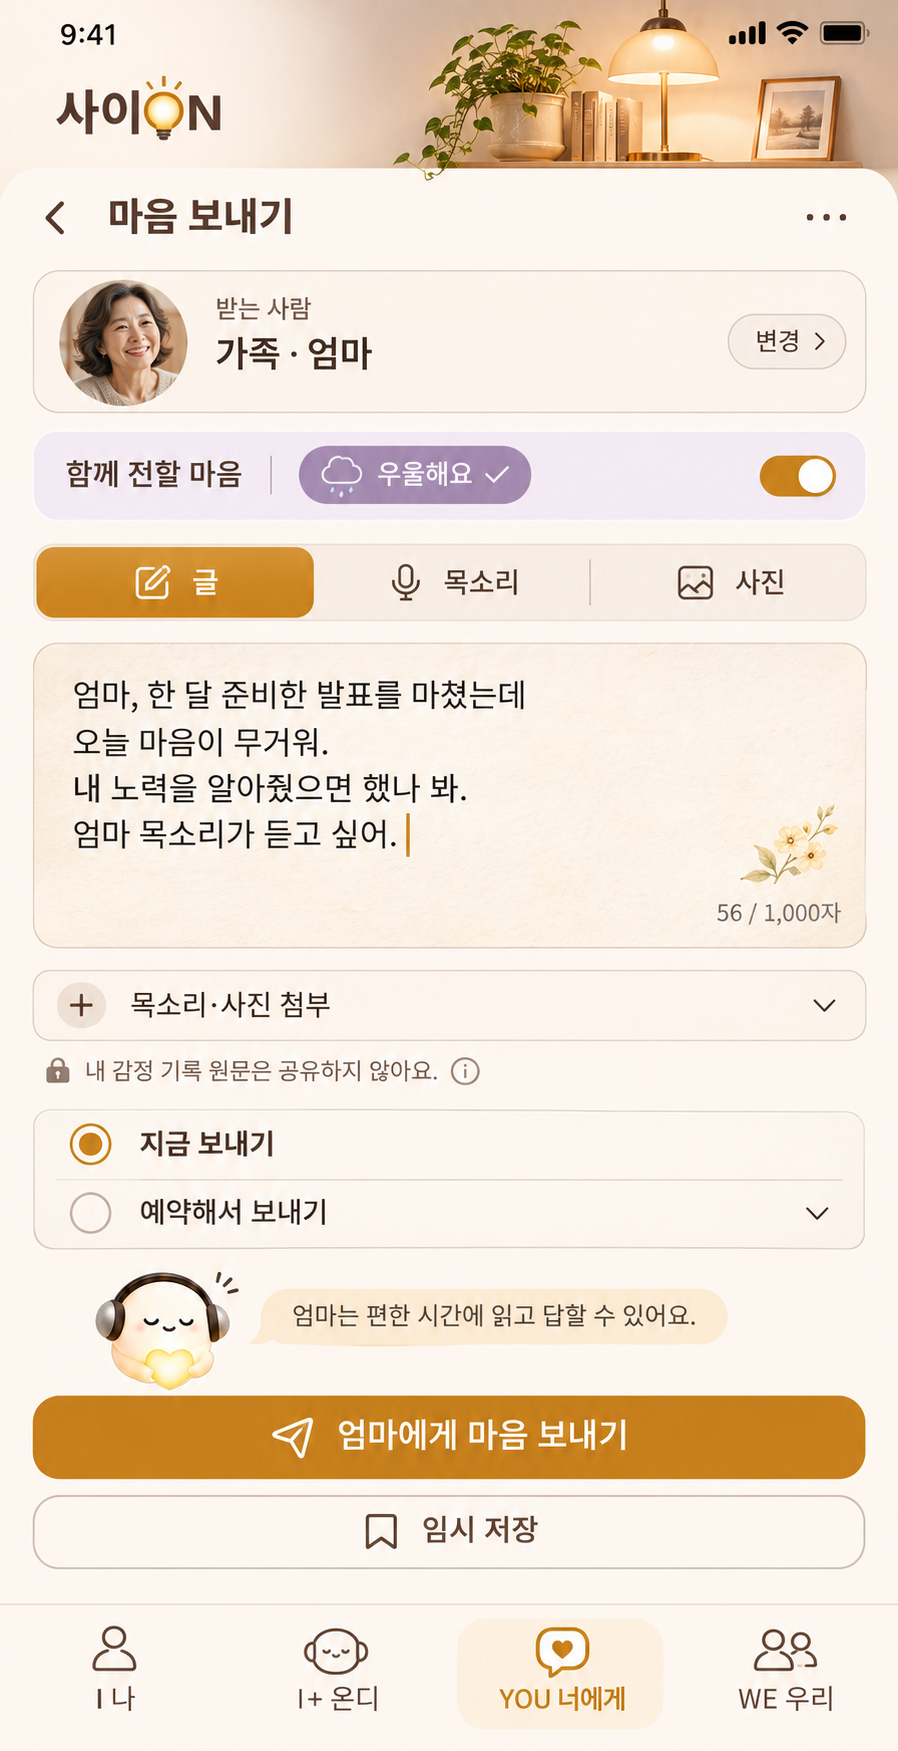 9:41
사이ON
마음 보내기
받는 사람
가족 · 엄마
변경
함께 전할 마음
우울해요
글
목소리
사진
엄마, 한 달 준비한 발표를 마쳤는데
오늘 마음이 무거워.
내 노력을 알아줬으면 했나 봐.
엄마 목소리가 듣고 싶어.
56 / 1,000자
목소리·사진 첨부
내 감정 기록 원문은 공유하지 않아요.
지금 보내기
예약해서 보내기
엄마는 편한 시간에 읽고 답할 수 있어요.
엄마에게 마음 보내기
임시 저장
I 나
I+ 온디
YOU 너에게
WE 우리